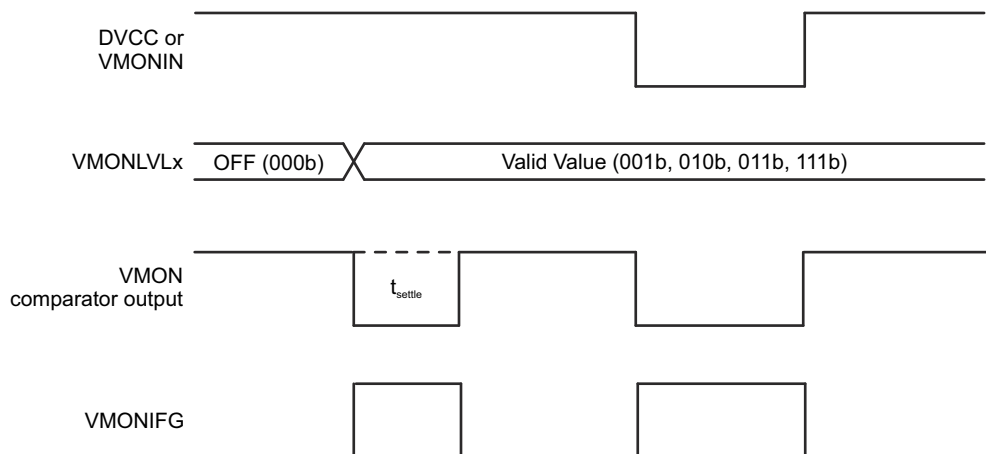 DVCC or
VMONIN
VMONLVLx
OFF (000b)
Valid Value (001b, 010b, 011b, 111b)
VMON
comparator output
tsettle
VMONIFG